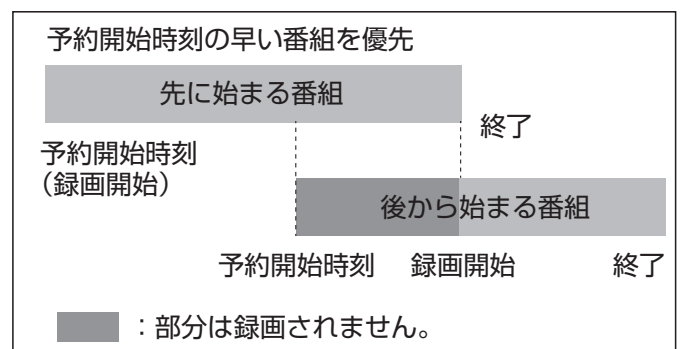 予約開始時刻の早い番組を優先
先に始まる番組
終了
予約開始時刻
（録画開始）
後から始まる番組
予約開始時刻 録画開始 終了
：部分は録画されません。